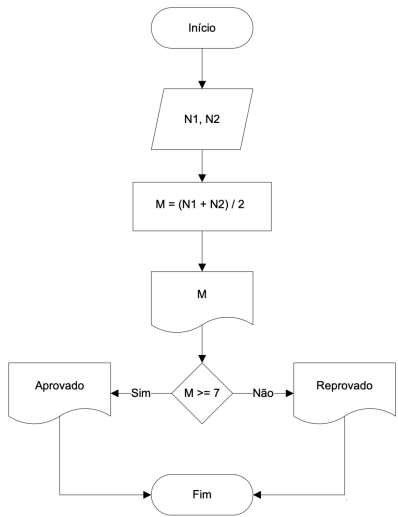 Início
N1, N2
M = (N1 + N2) / 2
M
Aprovado
Sim
M >= 7
Não
Reprovado
Fim